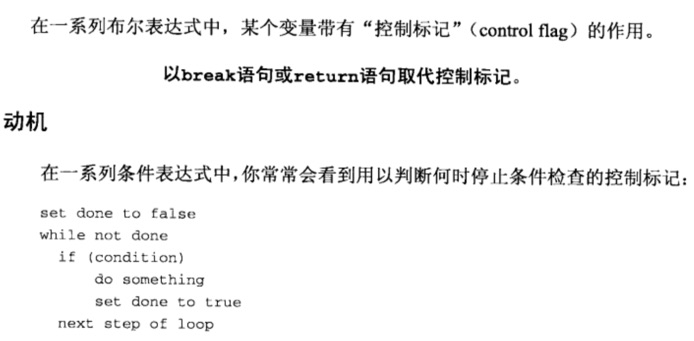 在一系列布尔表达式中，某个变量带有“控制标记”（control flag）的作用。
以break语句或return语句取代控制标记。
动机
在一系列条件表达式中，你常常会看到用以判断何时停止条件检查的控制标记：
set done to false
while not done
if (condition)
do something
set done to true
next step of loop